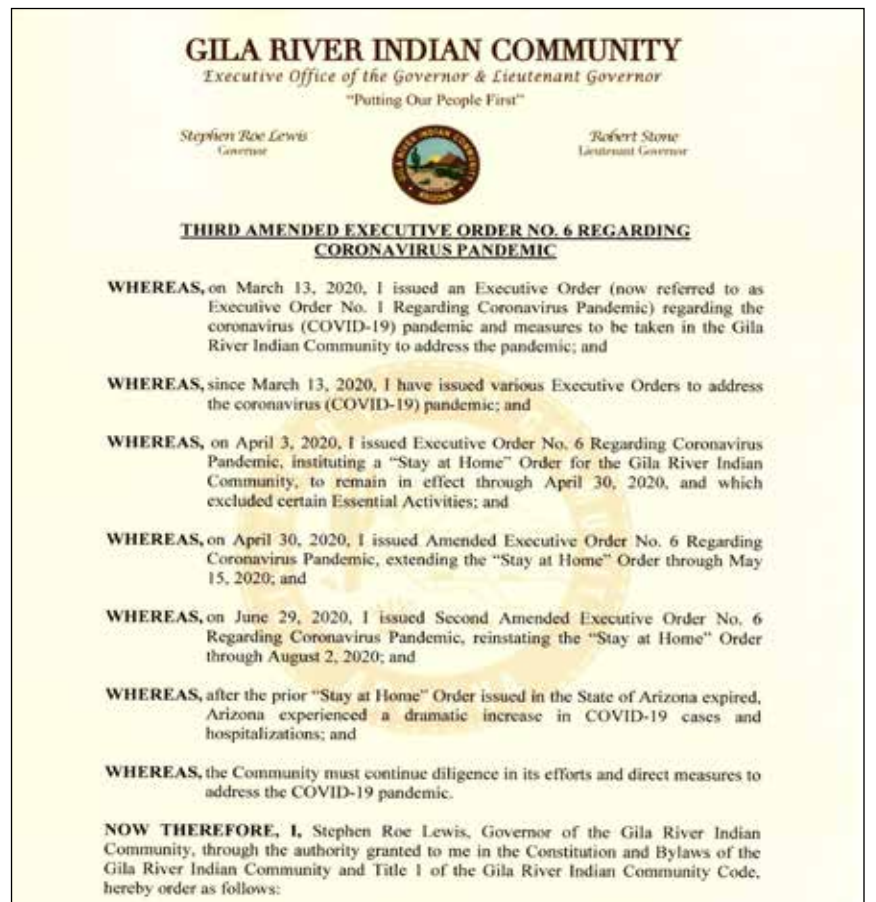 GILA RIVER INDIAN COMMUNITY
Executive Office of the Governor & Lieutenant Governor
"Putting Our People First"
Stephen Roe Lewis
Governor
GILA RIVER INDIAN COMMUNITY
ARIZONA
Robert Stone
Lieutenant Governor
THIRD AMENDED EXECUTIVE ORDER NO. 6 REGARDING
CORONAVIRUS PANDEMIC
WHEREAS, on March 13, 2020, I issued an Executive Order (now referred to as
Executive Order No. 1 Regarding Coronavirus Pandemic) regarding the
coronavirus (COVID-19) pandemic and measures to be taken in the Gila
River Indian Community to address the pandemic; and
WHEREAS, since March 13, 2020, I have issued various Executive Orders to address
the coronavirus (COVID-19) pandemic; and
WHEREAS, on April 3, 2020, I issued Executive Order No. 6 Regarding Coronavirus
Pandemic, instituting a "Stay at Home" Order for the Gila River Indian
Community, to remain in effect through April 30, 2020, and which
excluded certain Essential Activities; and
WHEREAS, on April 30, 2020, I issued Amended Executive Order No. 6 Regarding
Coronavirus Pandemic, extending the "Stay at Home" Order through May
15, 2020; and
WHEREAS, on June 29, 2020, I issued Second Amended Executive Order No. 6
Regarding Coronavirus Pandemic, reinstating the "Stay at Home" Order
through August 2, 2020; and
WHEREAS, after the prior "Stay at Home" Order issued in the State of Arizona expired,
Arizona experienced a dramatic increase in COVID-19 cases and
hospitalizations; and
WHEREAS, the Community must continue diligence in its efforts and direct measures to
address the COVID-19 pandemic.
NOW THEREFORE, I, Stephen Roe Lewis, Governor of the Gila River Indian
Community, through the authority granted to me in the Constitution and Bylaws of the
Gila River Indian Community and Title 1 of the Gila River Indian Community Code,
hereby order as follows: